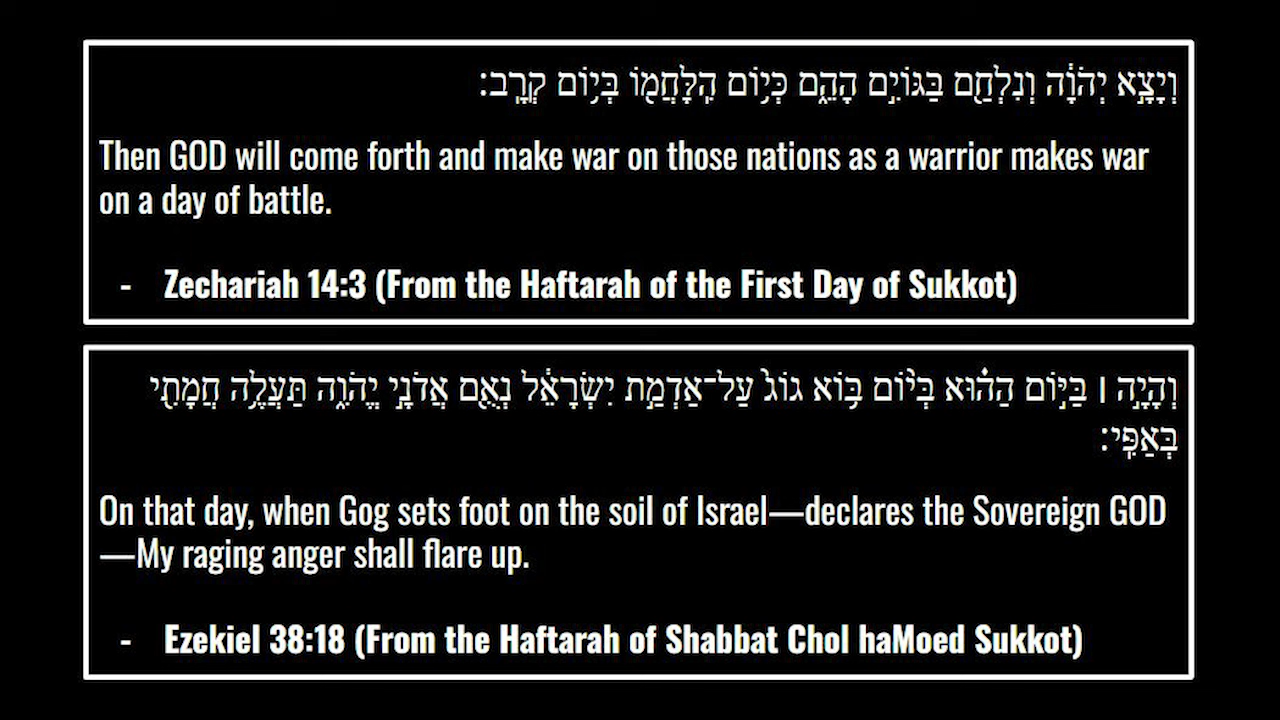 וְיָצָ֣א יְהֹוָ֔ה וְנִלְחַ֖ם בַּגּוֹיִ֣ם הָהֵ֑ם כְּי֥וֹם הִֽלָּחֲמ֖וֹ בְּי֥וֹם קְרָֽב׃
Then GOD will come forth and make war on those nations as a warrior makes war
on a day of battle.
- Zechariah 14:3 (From the Haftarah of the First Day of Sukkot)
וְהָיָ֣ה ׀ בַּיּ֣וֹם הַה֗וּא בְּי֨וֹם בּ֥וֹא גוֹג֙ עַל־אַדְמַ֣ת יִשְׂרָאֵ֔ל נְאֻ֖ם אֲדֹנָ֣י יֱהֹוִ֑ה תַּעֲלֶ֥ה חֲמָתִ֖י
בְּאַפִּֽי׃
On that day, when Gog sets foot on the soil of Israel—declares the Sovereign GOD
—My raging anger shall flare up.
- Ezekiel 38:18 (From the Haftarah of Shabbat Chol haMoed Sukkot)